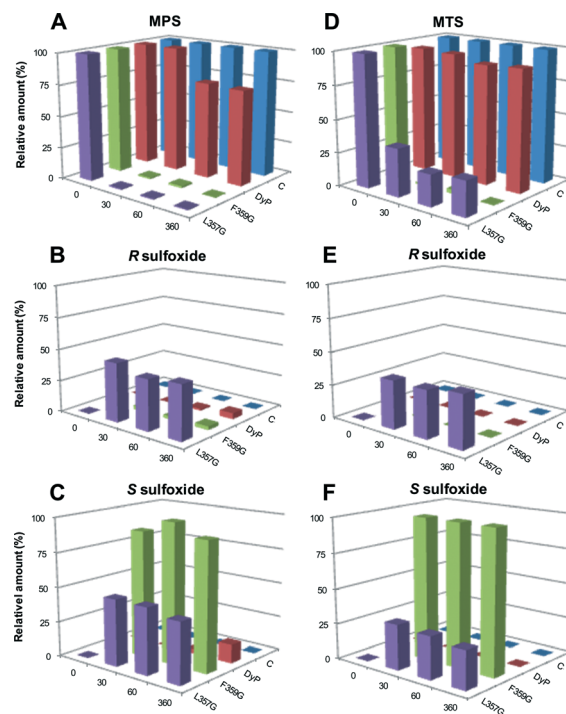 A
MPS
Relative amount (%)
100
75
50
25
0
0
30
60
360
L357G
F359G
DyP
C
B
R sulfoxide
Relative amount (%)
100
75
50
25
0
0
30
60
360
L357G
F359G
DyP
C
C
S sulfoxide
Relativel amount (%)
100
75
50
25
0
0
30
60
360
L357G
F359G
DyP
C
D
MTS
100
75
50
25
0
0
30
60
360
L357G
F359G
DyP
C
E
R sulfoxide
100
75
50
25
0
0
30
60
360
L357G
F359G
DyP
C
F
S sulfoxide
100
75
50
25
0
0
30
60
360
L357G
F359G
DyP
C